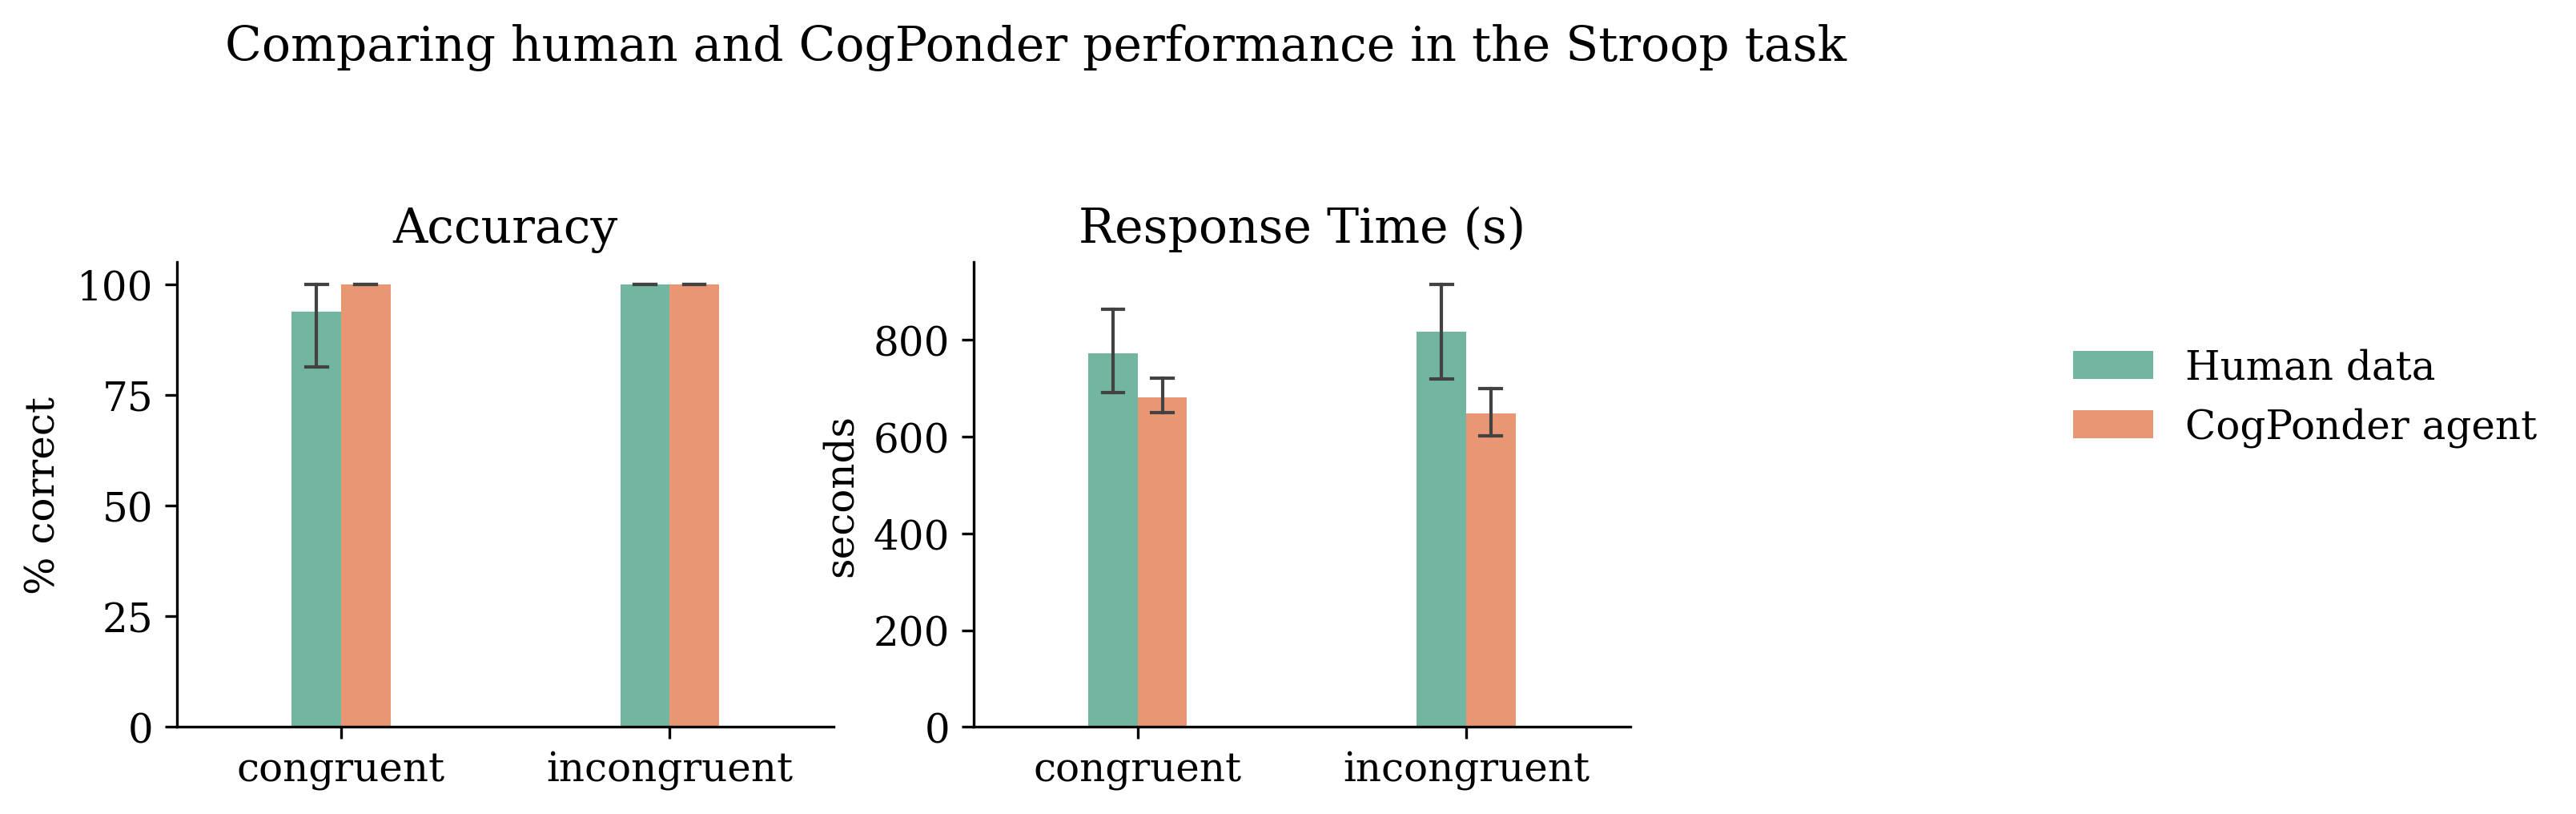 Comparing human and CogPonder performance in the Stroop task
Accuracy
% correct
100
75
50
25
0
congruent incongruent
Response Time (s)
seconds
800
600
400
200
0
congruent incongruent
Human data
CogPonder agent